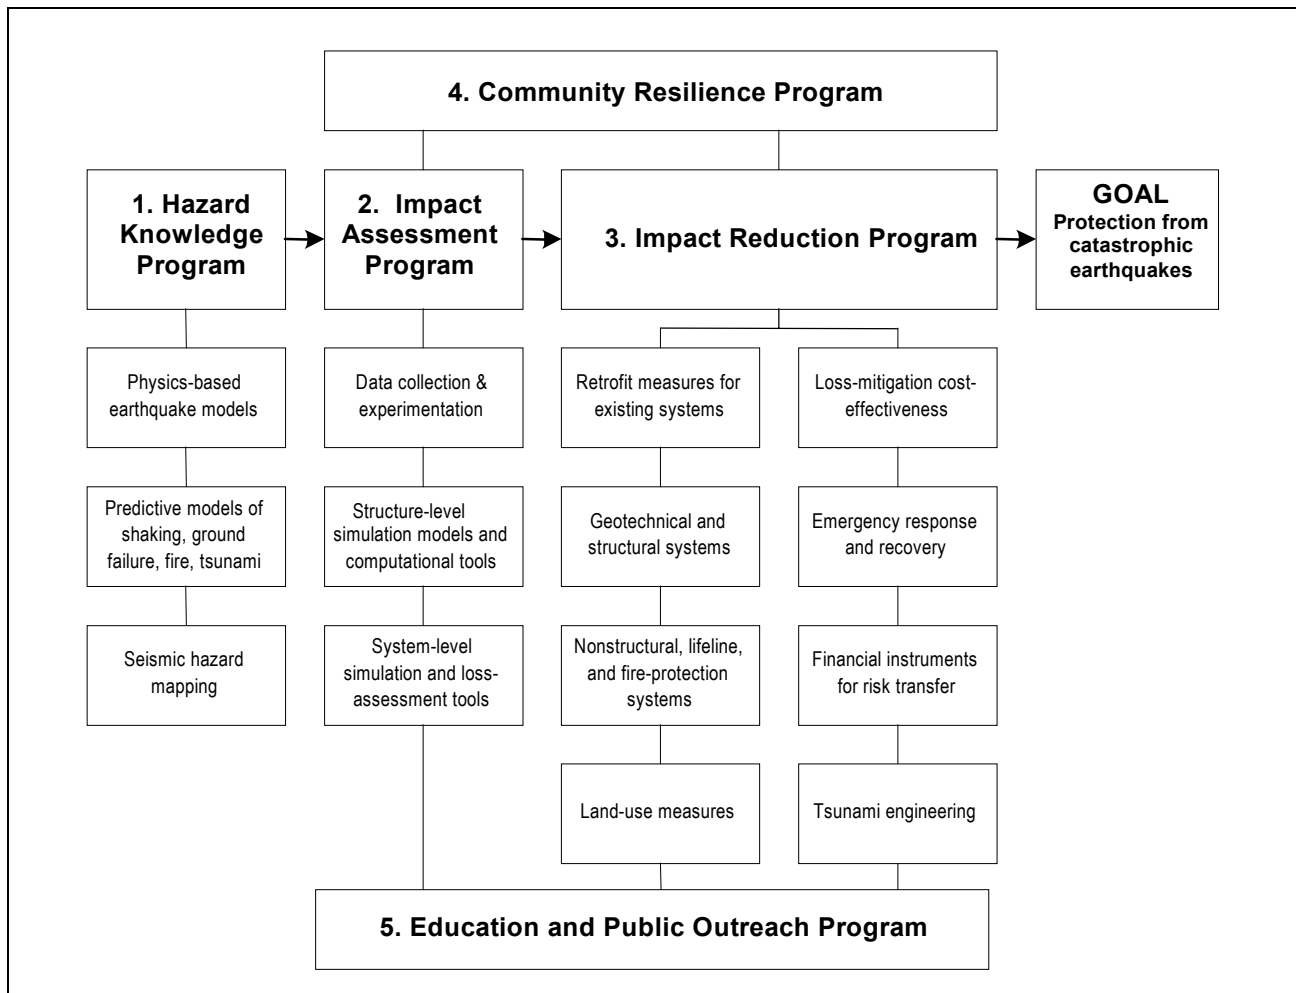 4. Community Resilience Program
1. Hazard
Knowledge
Program
2. Impact
Assessment
Program
3. Impact Reduction Program
GOAL
Protection from
catastrophic
earthquakes
Physics-based
earthquake models
Data collection &
experimentation
Retrofit measures for
existing systems
Loss-mitigation cost-
effectiveness
Predictive models of
shaking, ground
failure, fire, tsunami
Structure-level
simulation models and
computational tools
Geotechnical and
structural systems
Emergency response
and recovery
Seismic hazard
mapping
System-level
simulation and loss-
assessment tools
Nonstructural, lifeline,
and fire-protection
systems
Financial instruments
for risk transfer
Land-use measures
Tsunami engineering
5. Education and Public Outreach Program